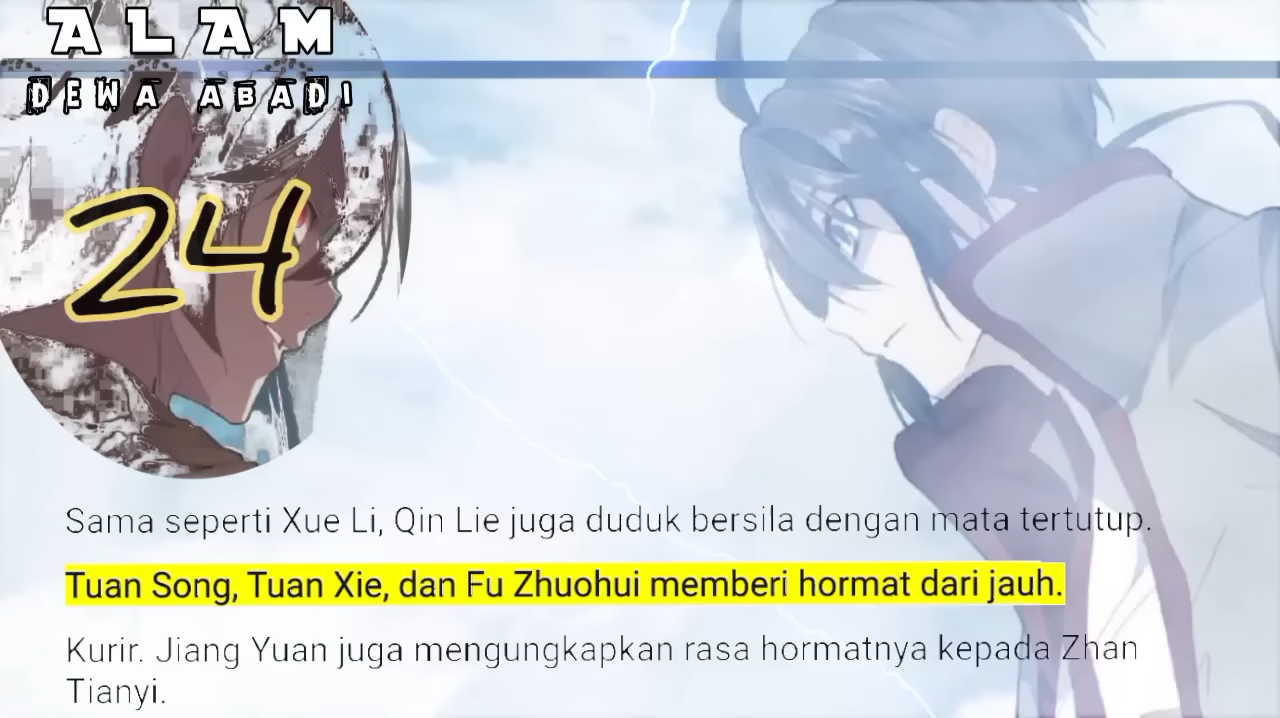 ALAM
DEWA ABADI
24
Sama seperti Xue Li, Qin Lie juga duduk bersila dengan mata tertutup.
Tuan Song, Tuan Xie, dan Fu Zhuohui memberi hormat dari jauh.
Kurir. Jiang Yuan juga mengungkapkan rasa hormatnya kepada Zhan
Tianyi.